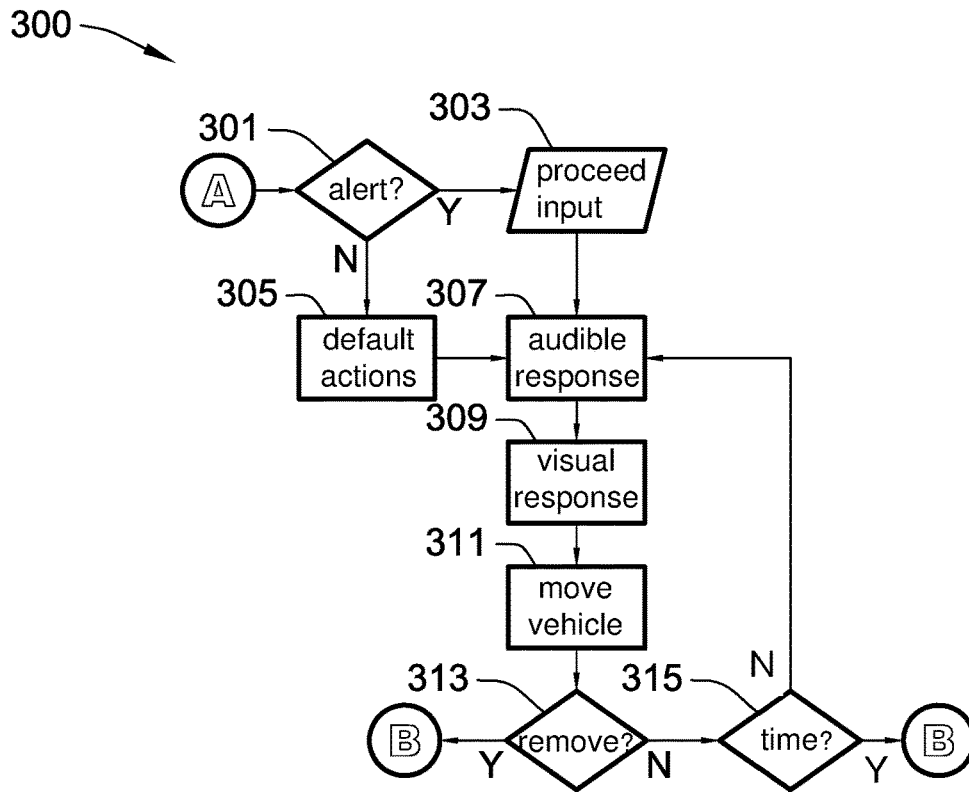 300
301
303
A
alert?
Y
proceed
input
N
305
307
default
actions
audible
response
309
visual
response
311
move
vehicle
313
315
N
B
Y
remove?
N
time?
Y
B